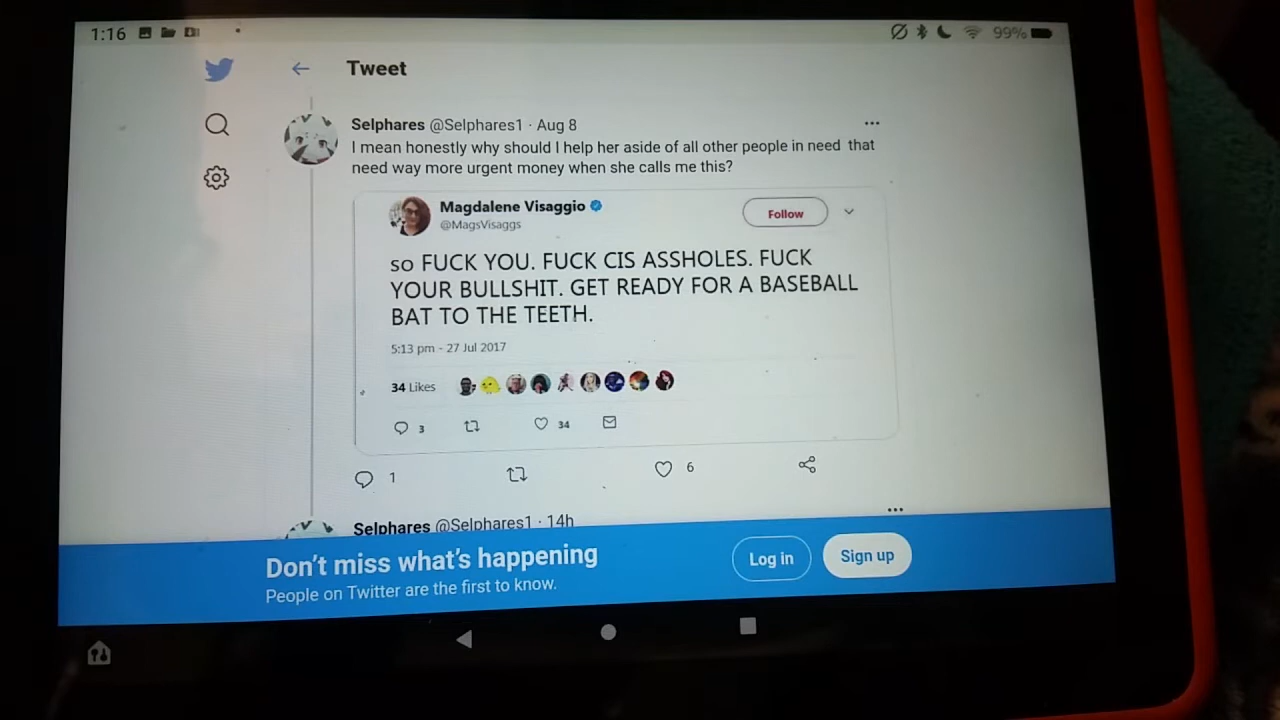 1:16
99%
Tweet
Selphares @Selphares1 · Aug 8
I mean honestly why should I help her aside of all other people in need that
need way more urgent money when she calls me this?
Magdalene Visaggio
@MagsVisaggs
Follow
so FUCK YOU. FUCK CIS ASSHOLES. FUCK
YOUR BULLSHIT. GET READY FOR A BASEBALL
BAT TO THE TEETH.
5:13 pm - 27 Jul 2017
34 Likes
3
34
1
6
Selphares @Selphares1 · 14h
Don't miss what's happening
People on Twitter are the first to know.
Log in
Sign up